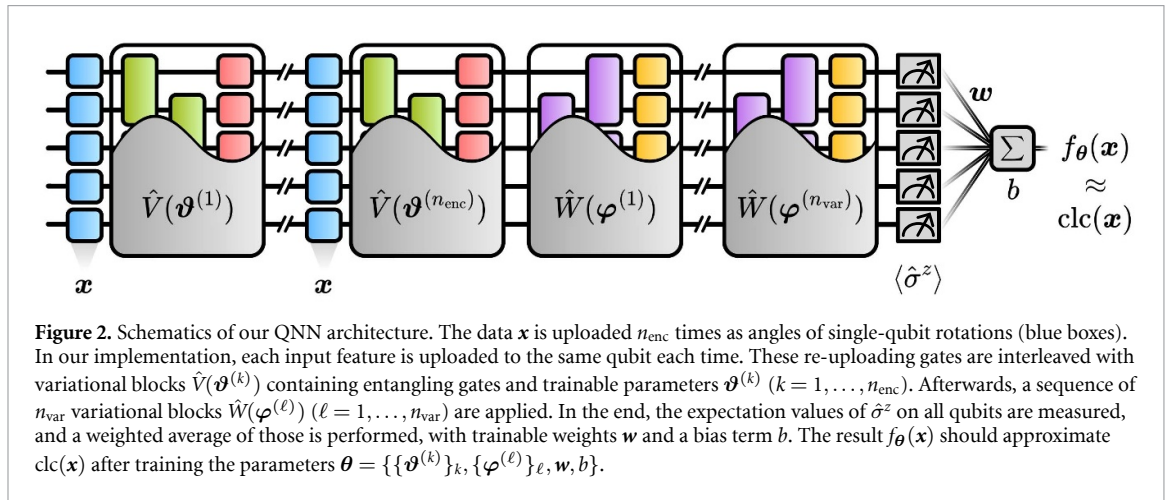 w
V̂(ϑ^(1))
V̂(ϑ^(n_enc))
Ŵ(φ^(1))
Ŵ(φ^(n_var))
Σ
b
f_θ(x)
≈
clc(x)
x
x
⟨σ̂^z⟩
Figure 2. Schematics of our QNN architecture. The data x is uploaded n_enc times as angles of single-qubit rotations (blue boxes).
In our implementation, each input feature is uploaded to the same qubit each time. These re-uploading gates are interleaved with
variational blocks V̂(ϑ^(k)) containing entangling gates and trainable parameters ϑ^(k) (k = 1, . . . , n_enc). Afterwards, a sequence of
n_var variational blocks Ŵ(φ^(ℓ)) (ℓ = 1, . . . , n_var) are applied. In the end, the expectation values of σ̂^z on all qubits are measured,
and a weighted average of those is performed, with trainable weights w and a bias term b. The result f_θ(x) should approximate
clc(x) after training the parameters θ = {{ϑ^(k)}_k, {φ^(ℓ)}_ℓ, w, b}.